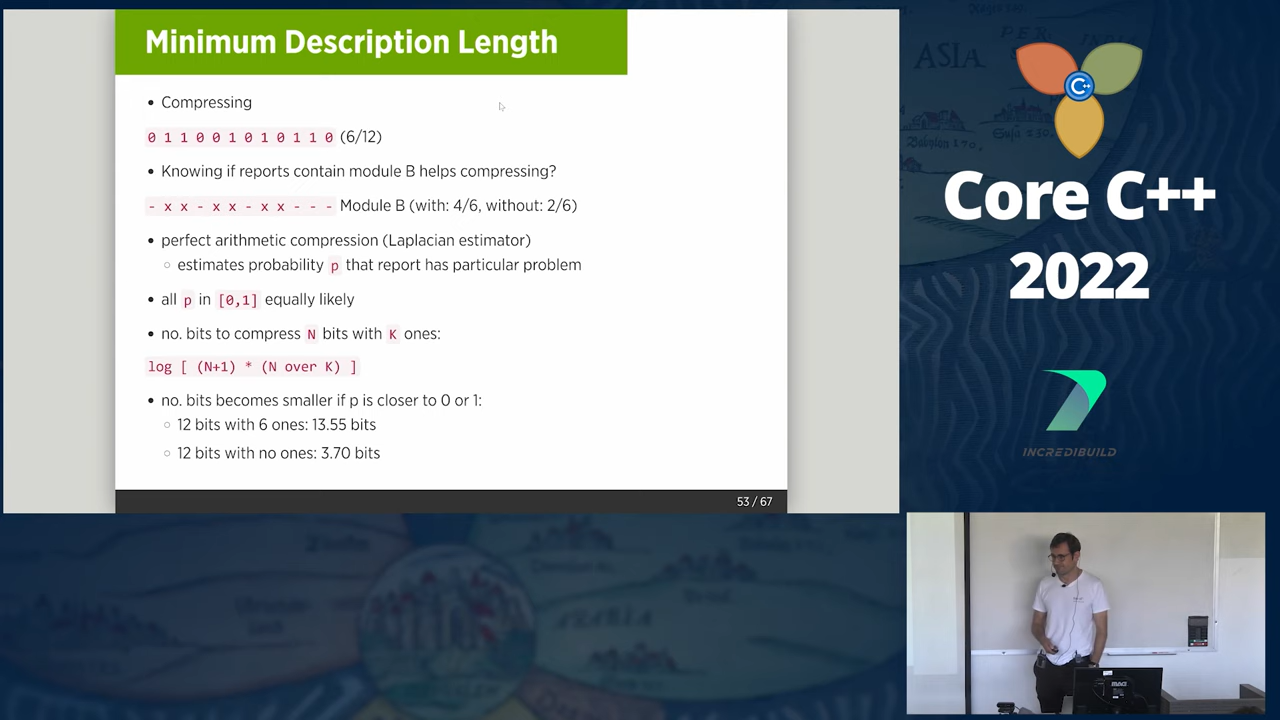 Minimum Description Length
• Compressing
0 1 1 0 0 1 0 1 0 1 1 0 (6/12)
• Knowing if reports contain module B helps compressing?
- x x - x x - x x - - - Module B (with: 4/6, without: 2/6)
• perfect arithmetic compression (Laplacian estimator)
◦ estimates probability p that report has particular problem
• all p in [0,1] equally likely
• no. bits to compress N bits with K ones:
log [ (N+1) * (N over K) ]
• no. bits becomes smaller if p is closer to 0 or 1:
◦ 12 bits with 6 ones: 13.55 bits
◦ 12 bits with no ones: 3.70 bits
53 / 67
ASIA
PER
INDIA
C++
Core C++
2022
INCREDIBUILD
ARABIA
MAG